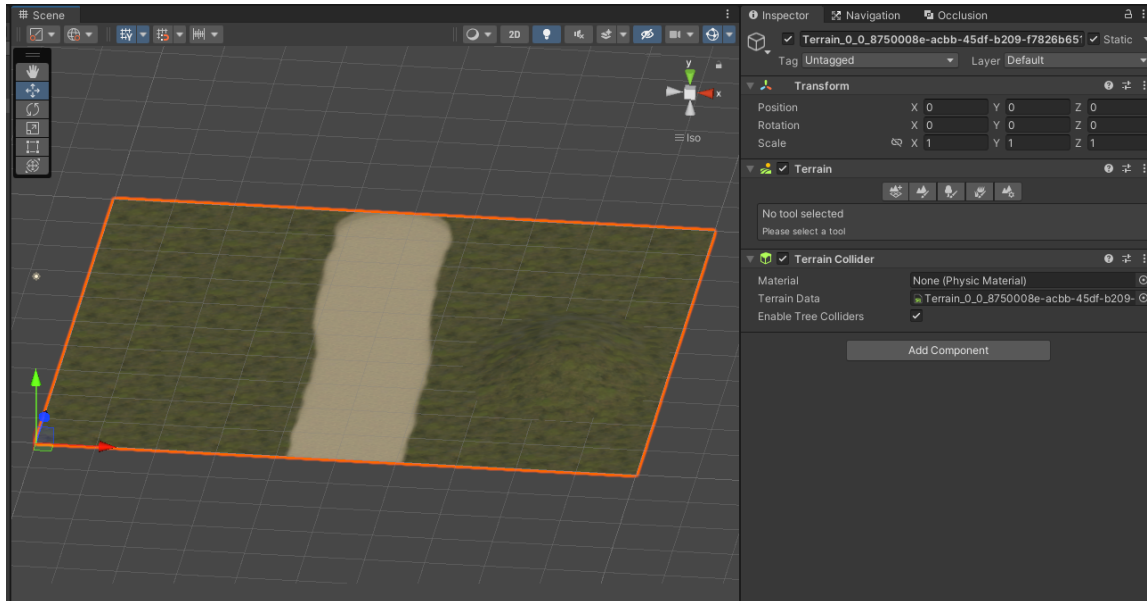 Scene
2D
y
x
Iso
Inspector
Navigation
Occlusion
Terrain_0_0_8750008e-acbb-45df-b209-f7826b651
Static
Tag Untagged
Layer Default
Transform
Position X 0 Y 0 Z 0
Rotation X 0 Y 0 Z 0
Scale X 1 Y 1 Z 1
Terrain
No tool selected
Please select a tool
Terrain Collider
Material None (Physic Material)
Terrain Data Terrain_0_0_8750008e-acbb-45df-b209-
Enable Tree Colliders
Add Component